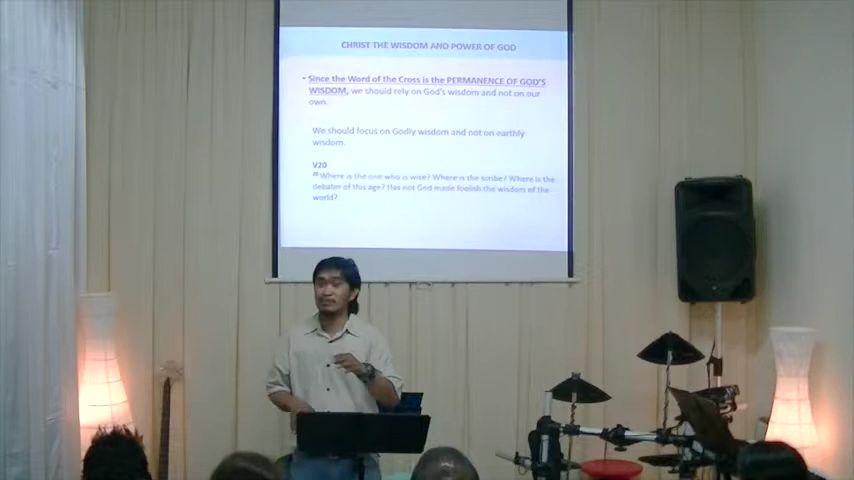 CHRIST THE WISDOM AND POWER OF GOD
• Since the Word of the Cross is the PERMANENCE OF GOD'S
WISDOM, we should rely on God's wisdom and not on our
own.
We should focus on Godly wisdom and not on earthly
wisdom.
V20
20 Where is the one who is wise? Where is the scribe? Where is the
debater of this age? Has not God made foolish the wisdom of the
world?